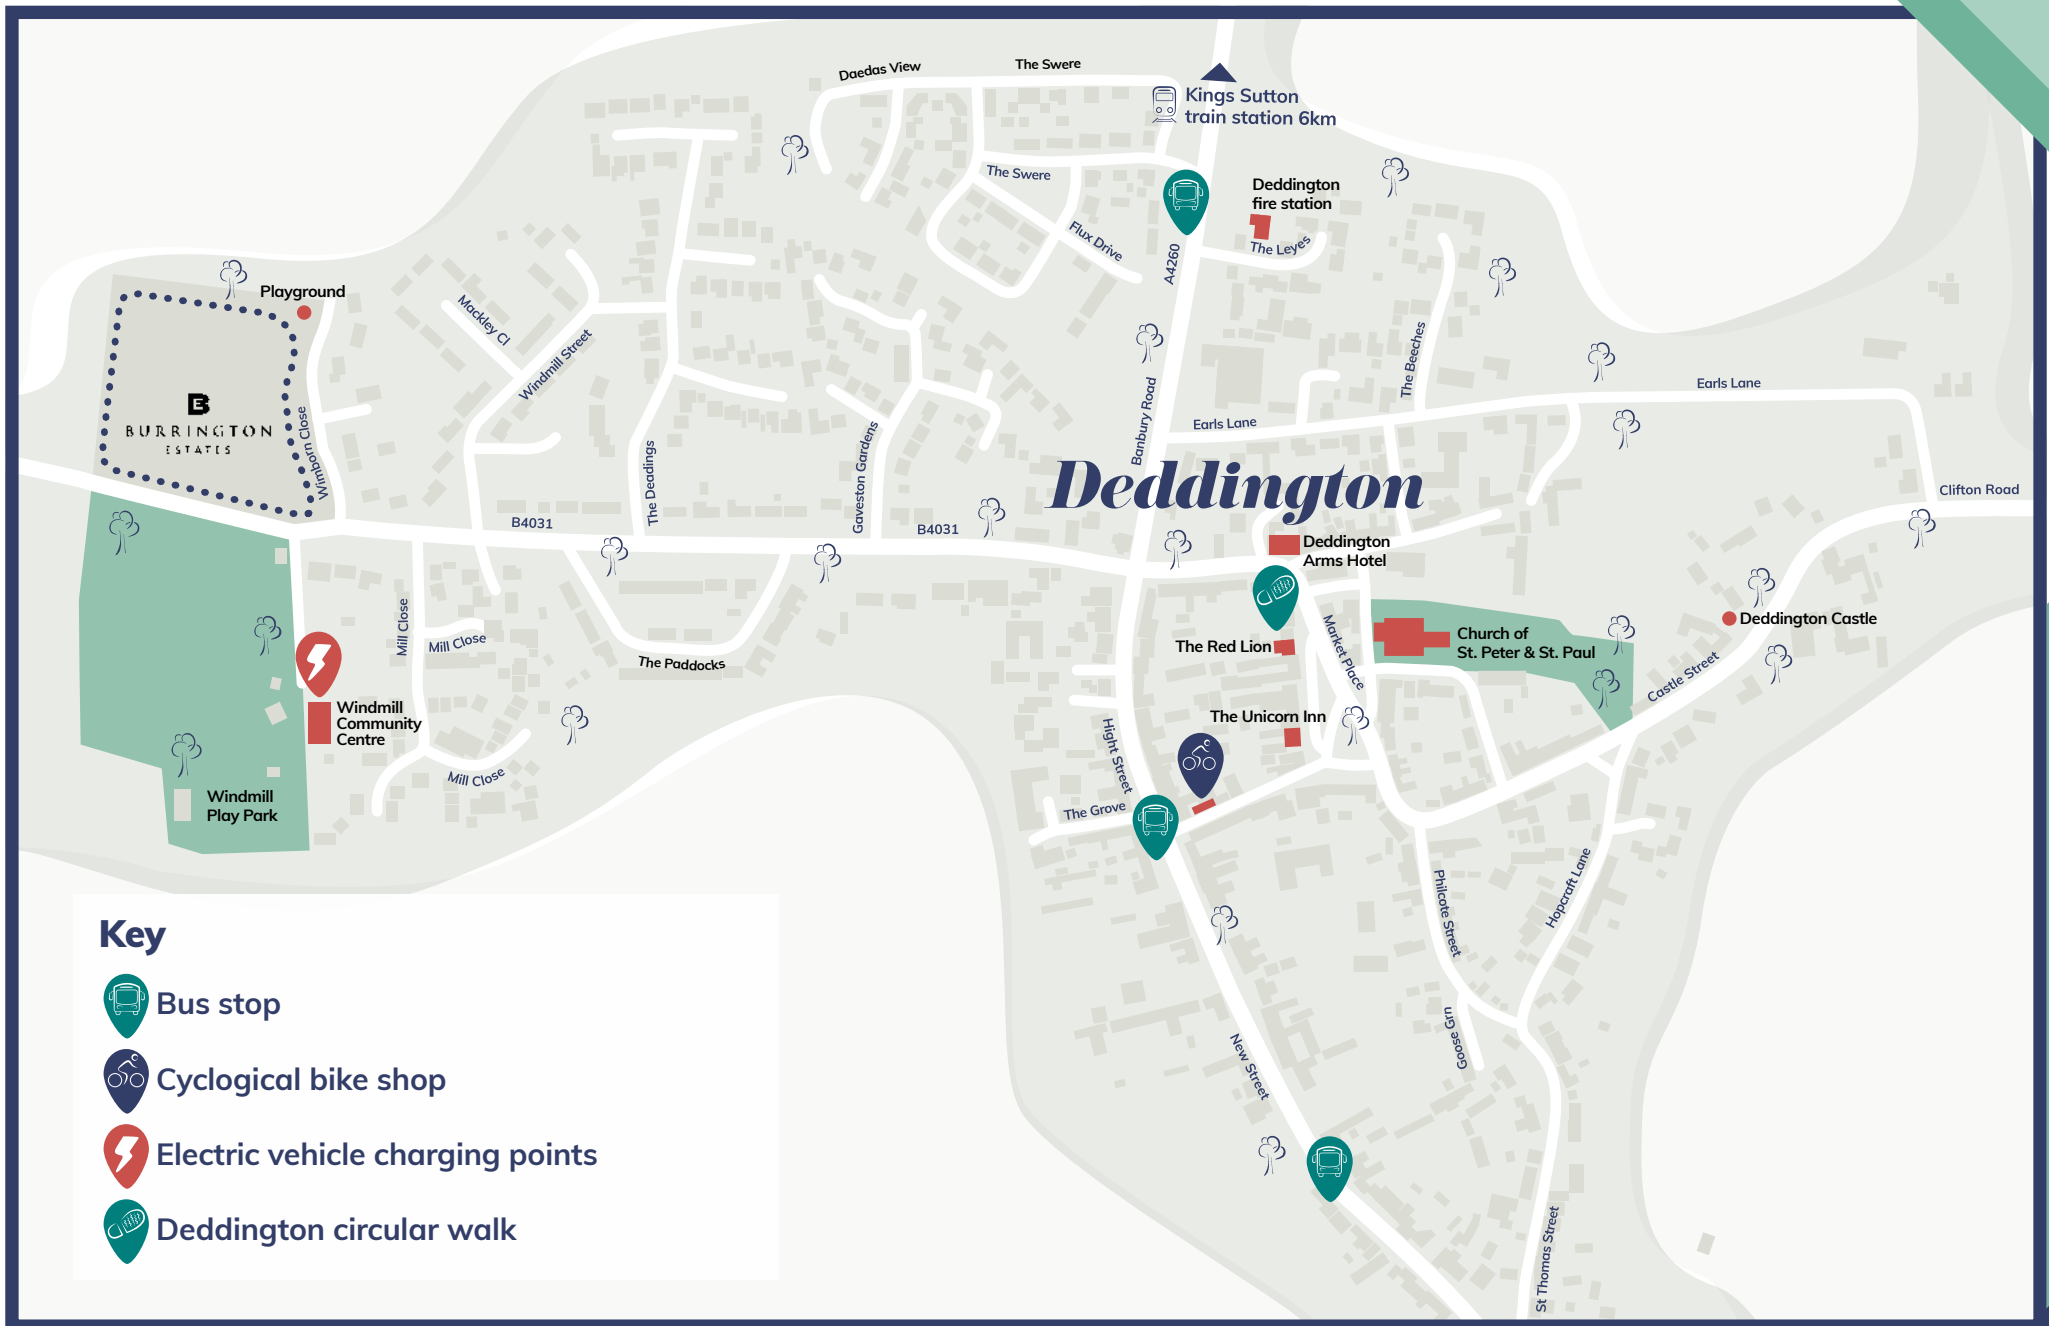 Daedas View
The Swere
Kings Sutton
train station 6km
The Swere
Flux Drive
A4260
Deddington
fire station
The Leyes
Playground
Mackley Cl
Windmill Street
Winborn Close
B
BURRINGTON
ESTATES
The Deadings
Gaveston Gardens
Banbury Road
The Beeches
Earls Lane
Earls Lane
Clifton Road
Deddington
B4031
B4031
Deddington
Arms Hotel
Mill Close
Mill Close
The Paddocks
The Red Lion
Market Place
Church of
St. Peter & St. Paul
Deddington Castle
Castle Street
Windmill
Community
Centre
The Unicorn Inn
Hight Street
Mill Close
Windmill
Play Park
The Grove
Philcote Street
Hopcraft Lane
Goose Grn
New Street
St Thomas Street
Key
Bus stop
Cyclogical bike shop
Electric vehicle charging points
Deddington circular walk